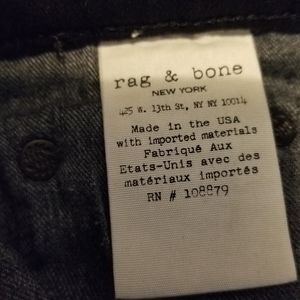 rag & bone
NEW YORK
425 W. 13th St, NY NY 10014
Made in the USA
with imported materials
Fabriqué Aux
Etats-Unis avec des
matériaux importés
RN # 108879